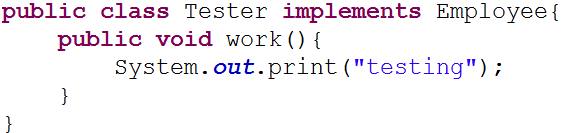 public class Tester implements Employee{
    public void work(){
        System.out.print("testing");
    }
}